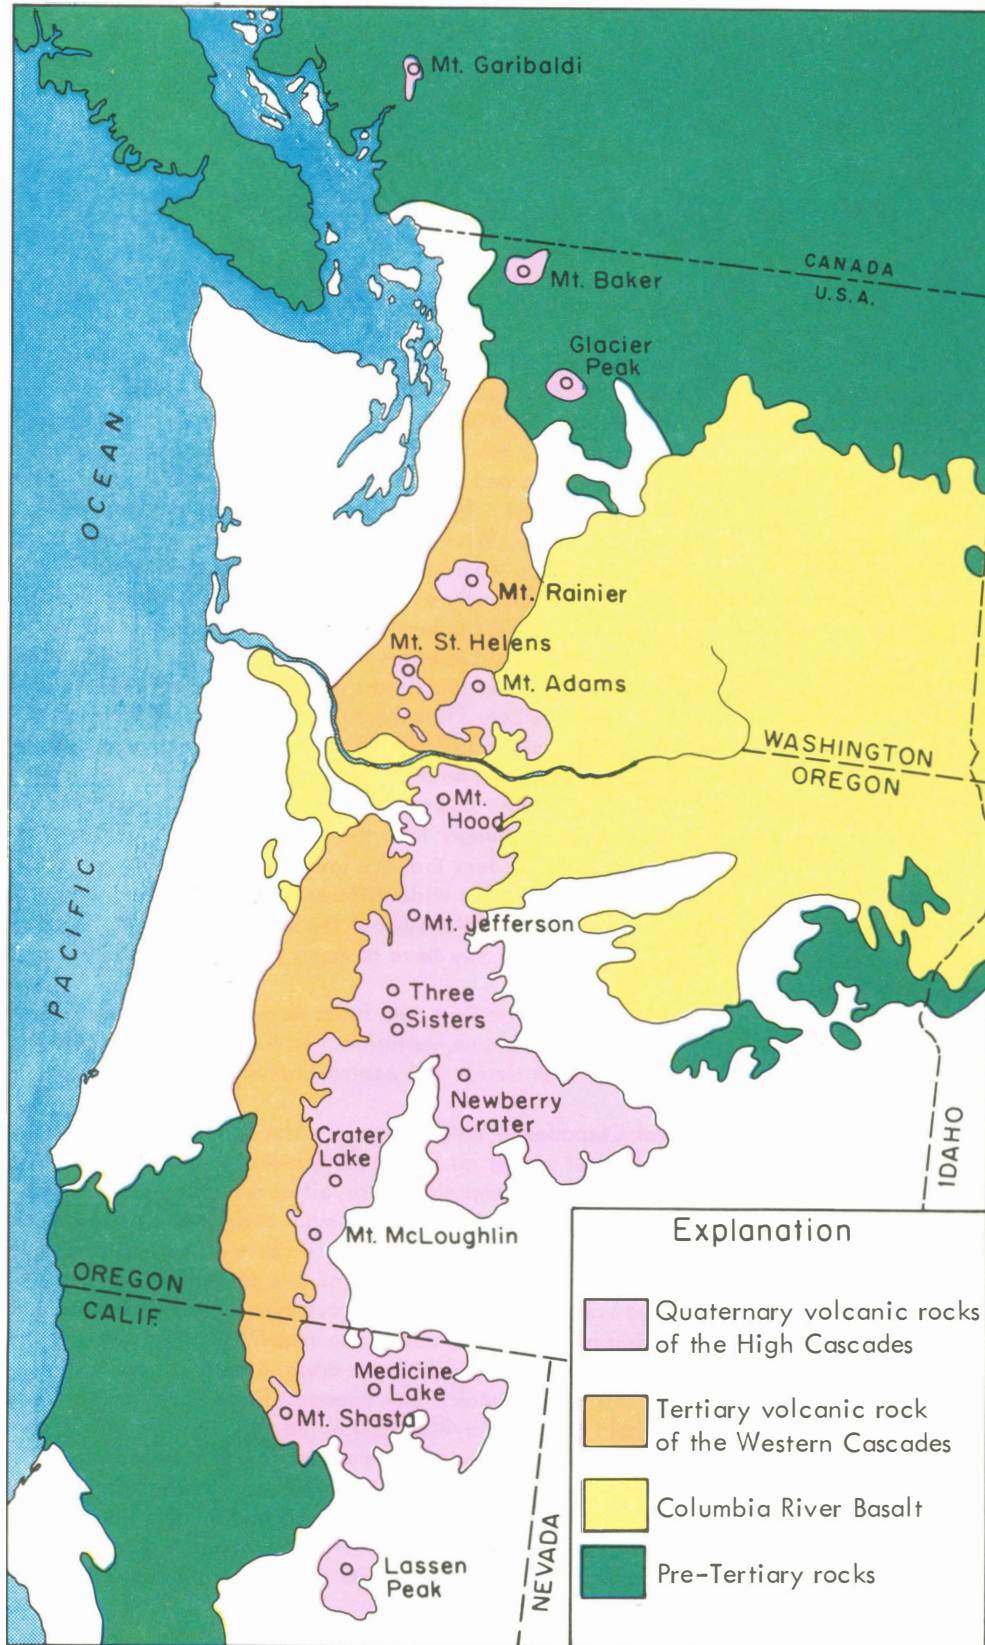 Mt. Garibaldi
CANADA
U.S.A.
Mt. Baker
Glacier
Peak
OCEAN
Mt. Rainier
Mt. St. Helens
Mt. Adams
WASHINGTON
OREGON
Mt.
Hood
PACIFIC
Mt. Jefferson
Three
Sisters
Newberry
Crater
Crater
Lake
IDAHO
Mt. McLoughlin
OREGON
CALIF.
Medicine
Lake
Mt. Shasta
Lassen
Peak
NEVADA
Explanation
Quaternary volcanic rocks
of the High Cascades
Tertiary volcanic rock
of the Western Cascades
Columbia River Basalt
Pre-Tertiary rocks